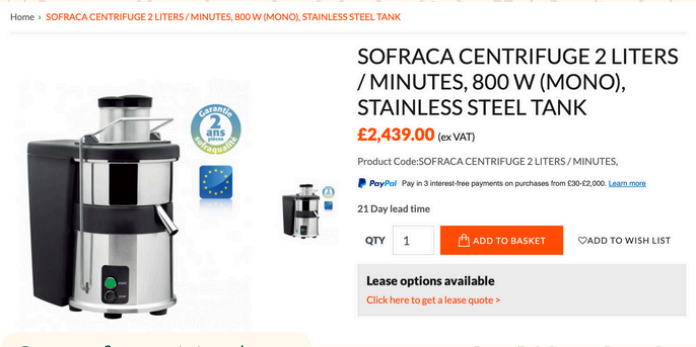 Home › SOFRACA CENTRIFUGE 2 LITERS / MINUTES, 800 W (MONO), STAINLESS STEEL TANK
SOFRACA CENTRIFUGE 2 LITERS
/ MINUTES, 800 W (MONO),
STAINLESS STEEL TANK
£2,439.00 (ex VAT)
Product Code:SOFRACA CENTRIFUGE 2 LITERS / MINUTES,
PayPal Pay in 3 interest-free payments on purchases from £30-£2,000. Learn more
21 Day lead time
QTY 1 ADD TO BASKET ADD TO WISH LIST
Lease options available
Click here to get a lease quote >
Garantie
2
ans
pièces
sofraqualité